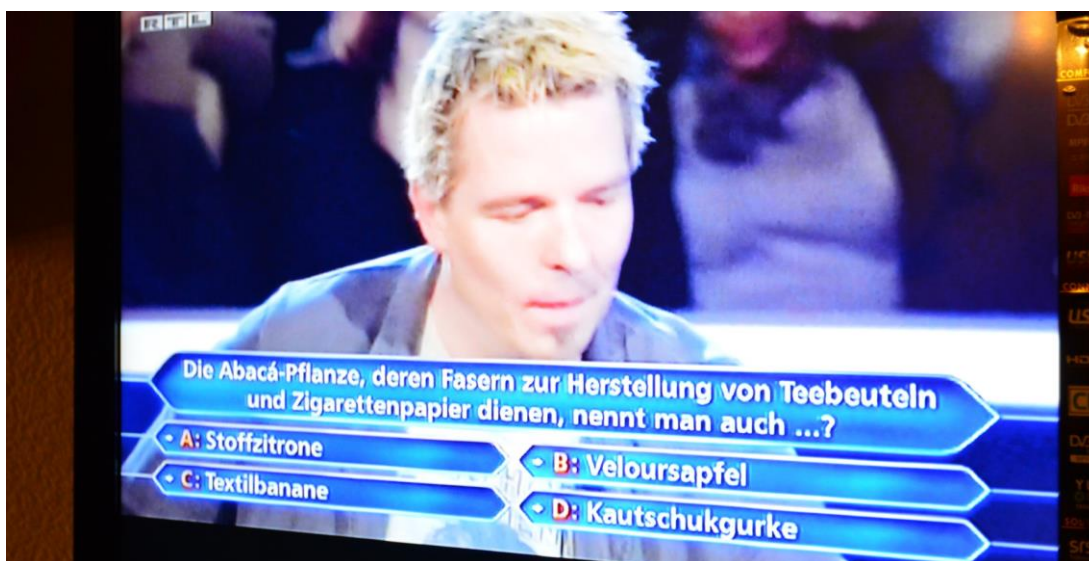 RTL
Die Abacá-Pflanze, deren Fasern zur Herstellung von Teebeuteln
und Zigarettenpapier dienen, nennt man auch ...?
A: Stoffzitrone
B: Veloursapfel
C: Textilbanane
D: Kautschukgurke